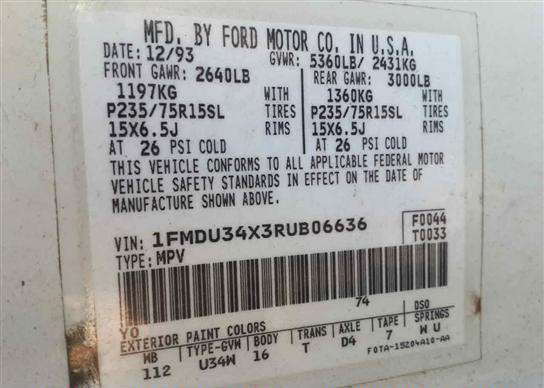 MFD. BY FORD MOTOR CO. IN U.S.A.
DATE: 12/93 GVWR: 5360LB/ 2431KG
FRONT GAWR: 2640LB REAR GAWR: 3000LB
1197KG WITH 1360KG WITH
P235/75R15SL TIRES P235/75R15SL TIRES
15X6.5J RIMS 15X6.5J RIMS
AT 26 PSI COLD AT 26 PSI COLD
THIS VEHICLE CONFORMS TO ALL APPLICABLE FEDERAL MOTOR
VEHICLE SAFETY STANDARDS IN EFFECT ON THE DATE OF
MANUFACTURE SHOWN ABOVE.
VIN: 1FMDU34X3RUB06636 F0044
TYPE: MPV T0033
74
YO DSO
EXTERIOR PAINT COLORS
WB TYPE-GVW BODY TRANS AXLE TAPE SPRINGS
112 U34W 16 T D4 7 W U
F0TA-15204A10-AA